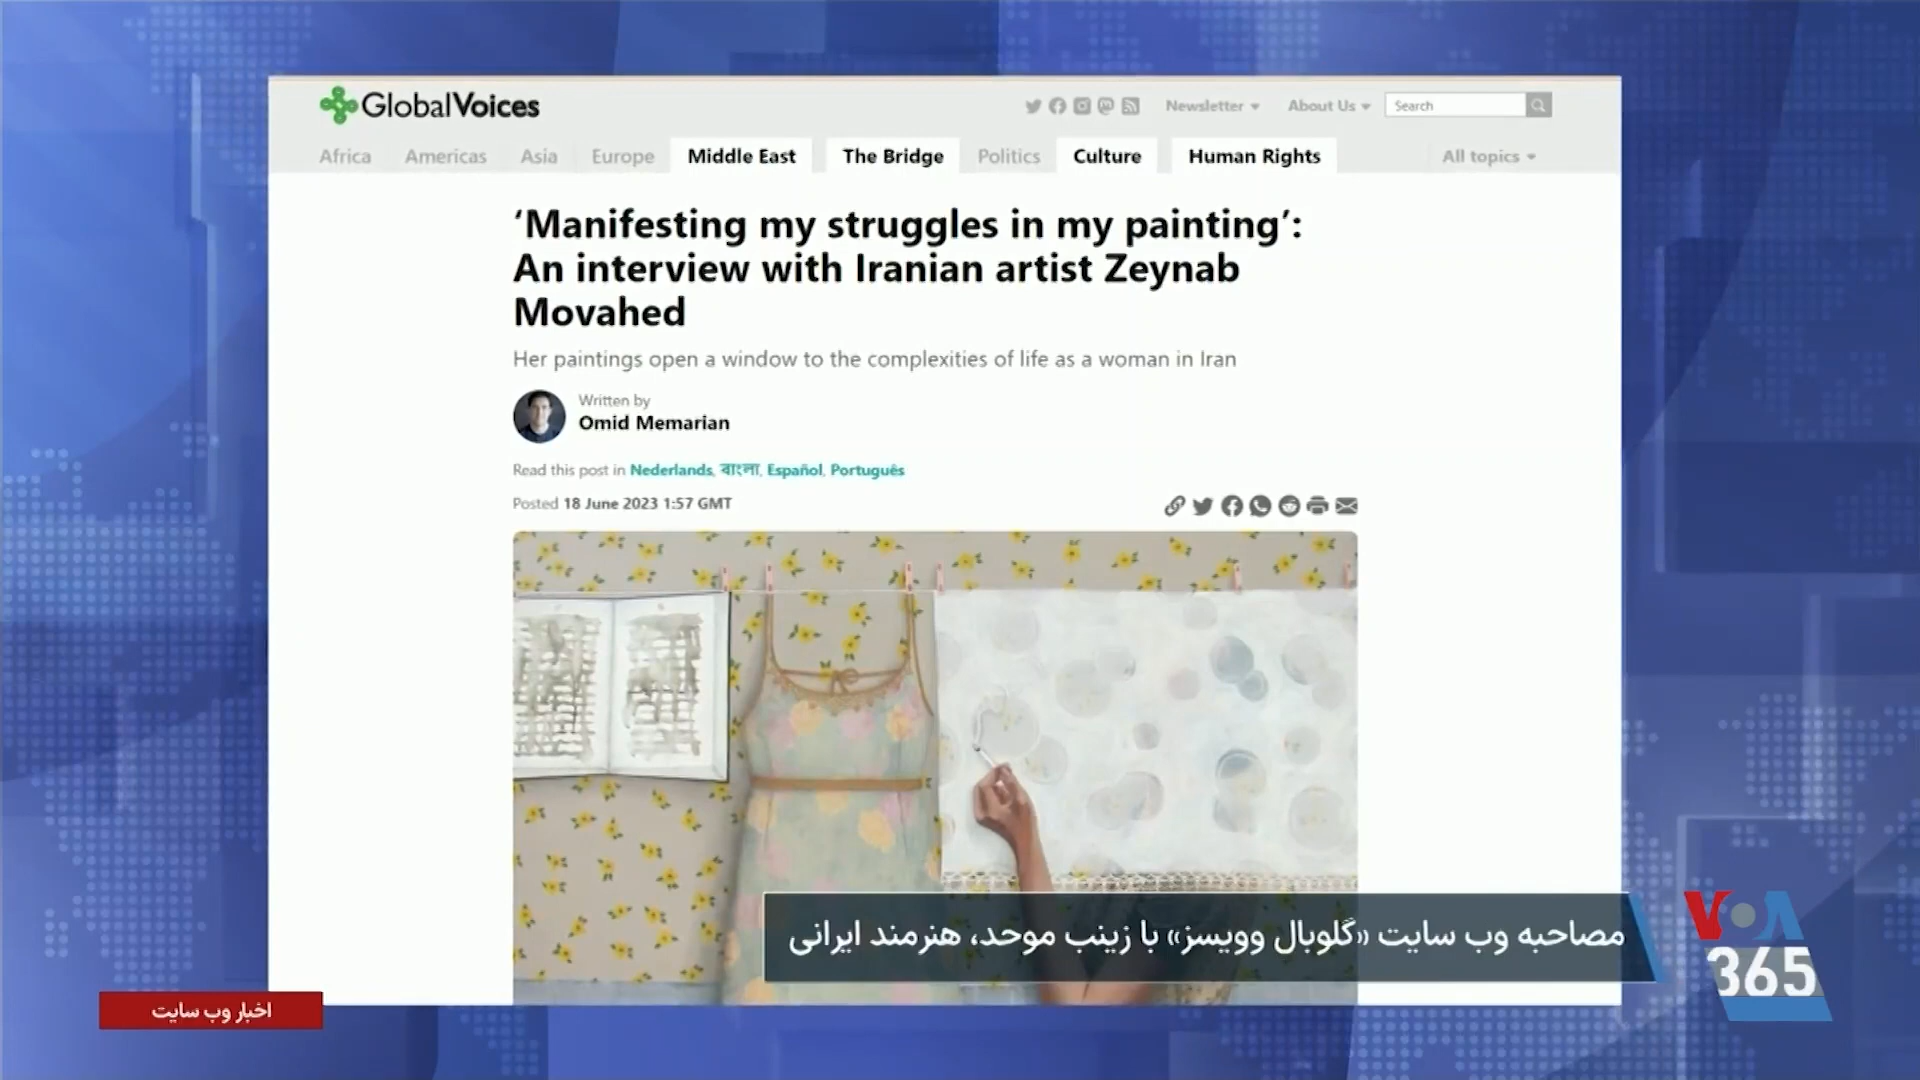 GlobalVoices
Newsletter
About Us
Search
Africa Americas Asia Europe Middle East The Bridge Politics Culture Human Rights All topics
‘Manifesting my struggles in my painting’:
An interview with Iranian artist Zeynab
Movahed
Her paintings open a window to the complexities of life as a woman in Iran
Written by
Omid Memarian
Read this post in Nederlands, বাংলা, Español, Português
Posted 18 June 2023 1:57 GMT
مصاحبه وب سایت «گلوبال وویسز» با زینب موحد، هنرمند ایرانی
VOA
365
اخبار وب سایت